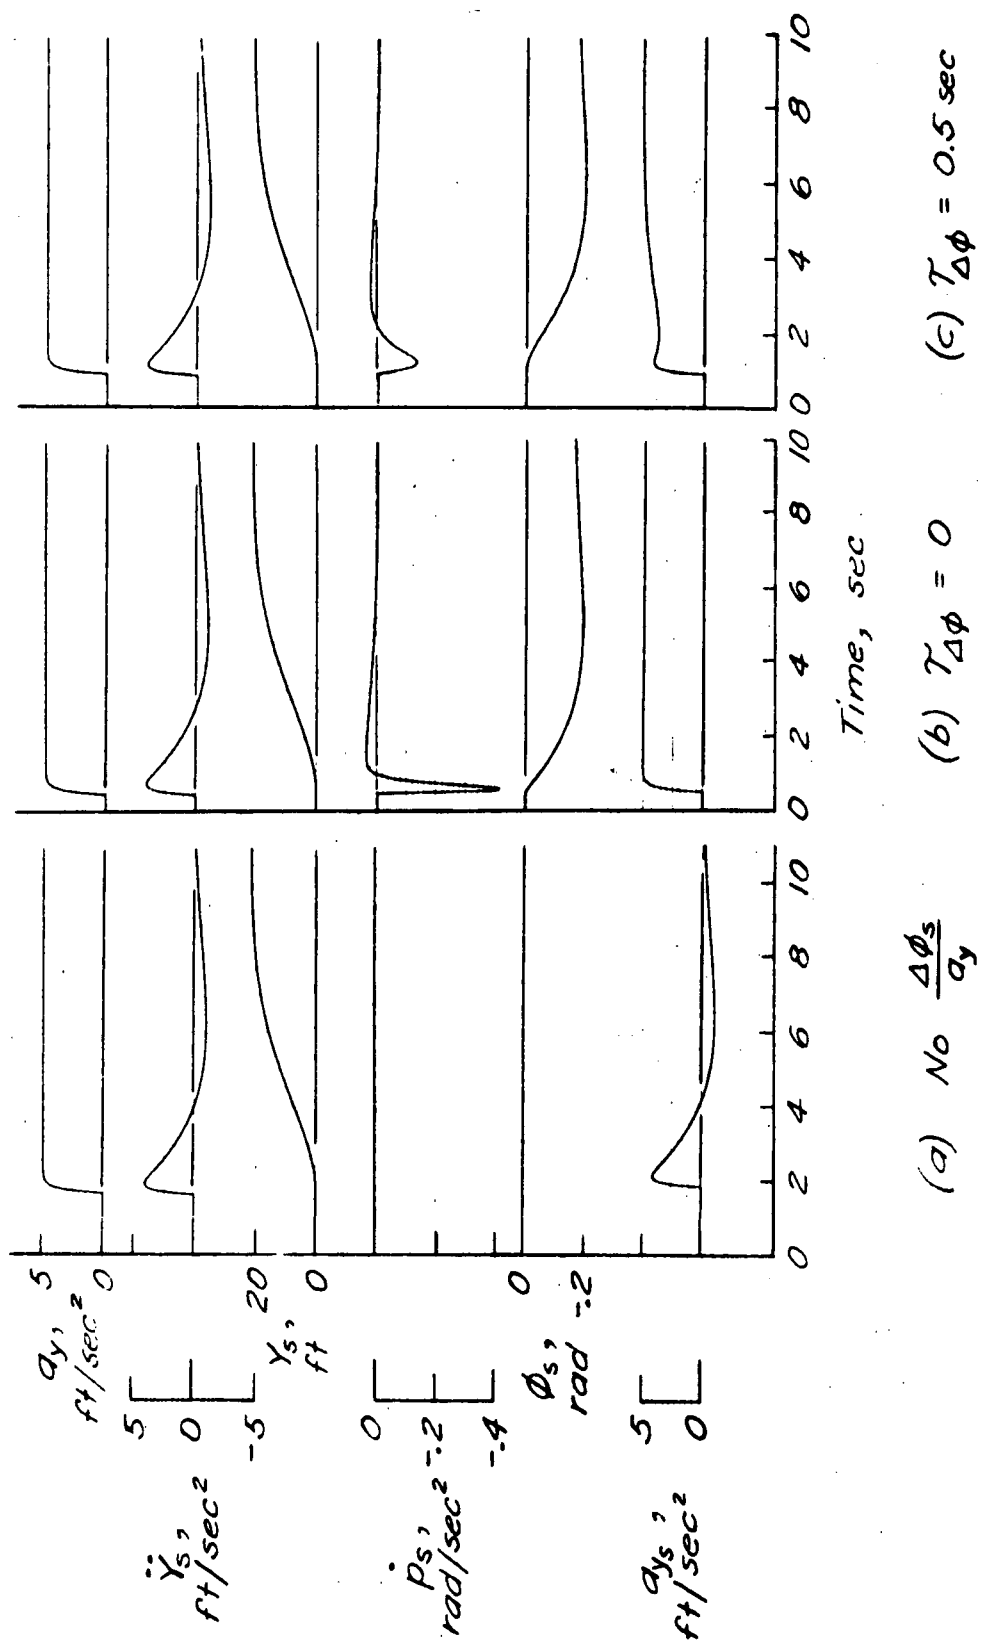 a_y,
ft/sec²
5
0
Ÿ_s,
ft/sec²
5
0
-5
Y_s,
ft
20
0
ṗ_s,
rad/sec²
0
-.2
-.4
ϕ_s,
rad
0
-.2
a_ys,
ft/sec²
5
0
0 2 4 6 8 10
0 2 4 6 8 10
0 2 4 6 8 10
Time, sec
(a) No Δϕ_s / a_y
(b) τ_Δϕ = 0
(c) τ_Δϕ = 0.5 sec